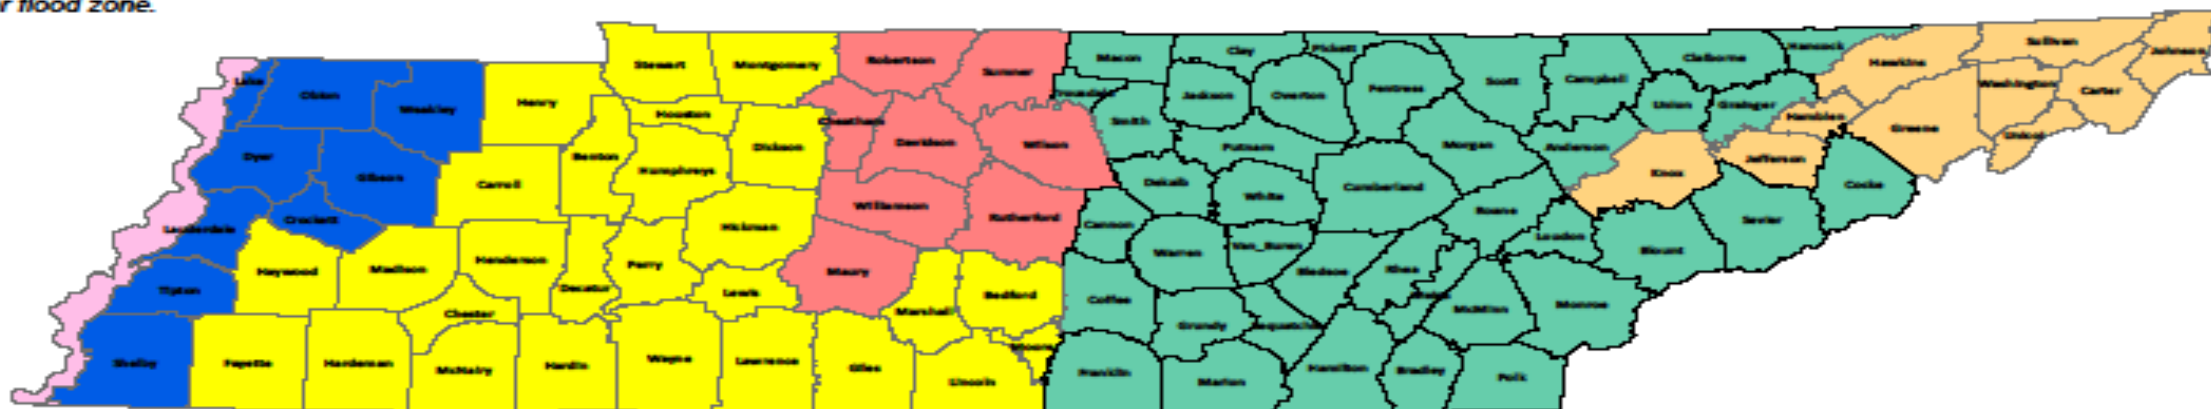 r flood zone.
Lake
Obion
Weakley
Henry
Stewart
Montgomery
Robertson
Sumner
Macon
Clay
Pickett
Fentress
Scott
Campbell
Claiborne
Hancock
Hawkins
Sullivan
Johnson
Washington
Carter
Unicoi
Greene
Hamblen
Grainger
Union
Jefferson
Knox
Anderson
Morgan
Overton
Jackson
Smith
Putnam
Houston
Dickson
Cheatham
Davidson
Wilson
Dyer
Gibson
Carroll
Benton
Humphreys
Williamson
Rutherford
Cannon
Dekalb
White
Cumberland
Roane
Loudon
Blount
Sevier
Cocke
Lauderdale
Crockett
Haywood
Madison
Henderson
Decatur
Perry
Hickman
Lewis
Maury
Marshall
Bedford
Coffee
Warren
Van_Buren
Bledsoe
Rhea
McMinn
Monroe
Tipton
Chester
Grundy
Moore
Shelby
Fayette
Hardeman
McNairy
Hardin
Wayne
Lawrence
Giles
Lincoln
Franklin
Marion
Hamilton
Bradley
Polk